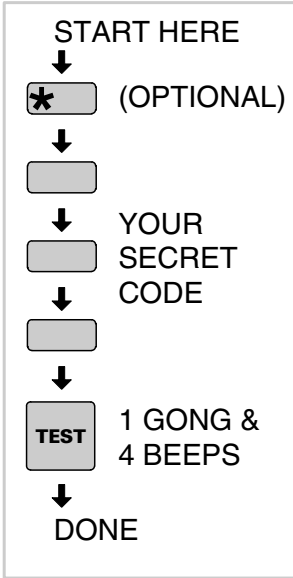 START HERE
* (OPTIONAL)
YOUR
SECRET
CODE
TEST
1 GONG &
4 BEEPS
DONE